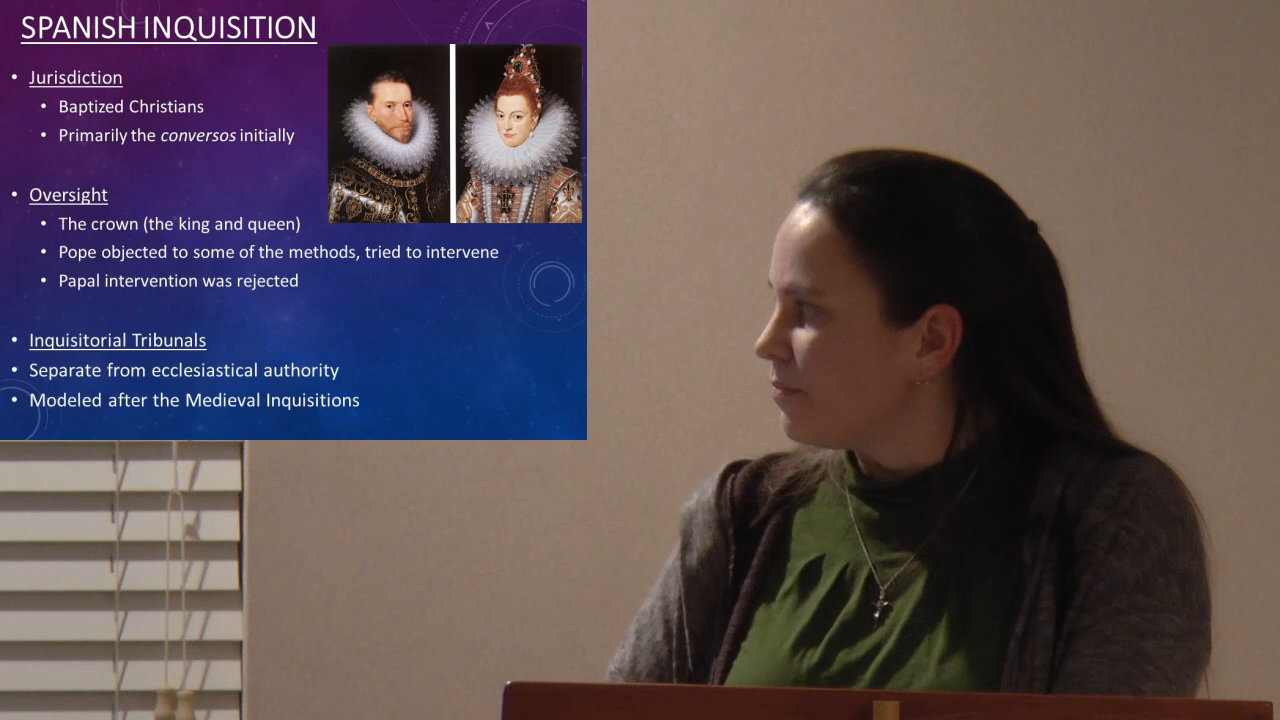 SPANISH INQUISITION
• Jurisdiction
• Baptized Christians
• Primarily the conversos initially
• Oversight
• The crown (the king and queen)
• Pope objected to some of the methods, tried to intervene
• Papal intervention was rejected
• Inquisitorial Tribunals
• Separate from ecclesiastical authority
• Modeled after the Medieval Inquisitions